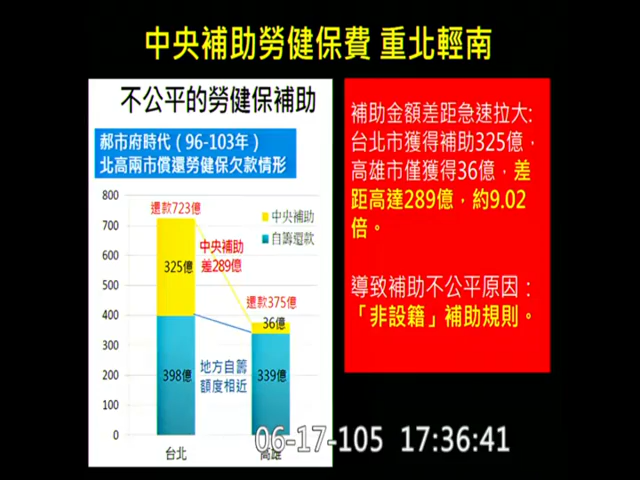 中央補助勞健保費 重北輕南
不公平的勞健保補助
郝市府時代（96-103年）
北高兩市償還勞健保欠款情形
800
700
600
500
400
300
200
100
0
還款723億
中央補助
自籌還款
325億
中央補助
差289億
還款375億
36億
398億
地方自籌
額度相近
339億
台北
高雄
補助金額差距急速拉大:
台北市獲得補助325億，
高雄市僅獲得36億，差
距高達289億，約9.02
倍。
導致補助不公平原因：
「非設籍」補助規則。
06-17-105 17:36:41